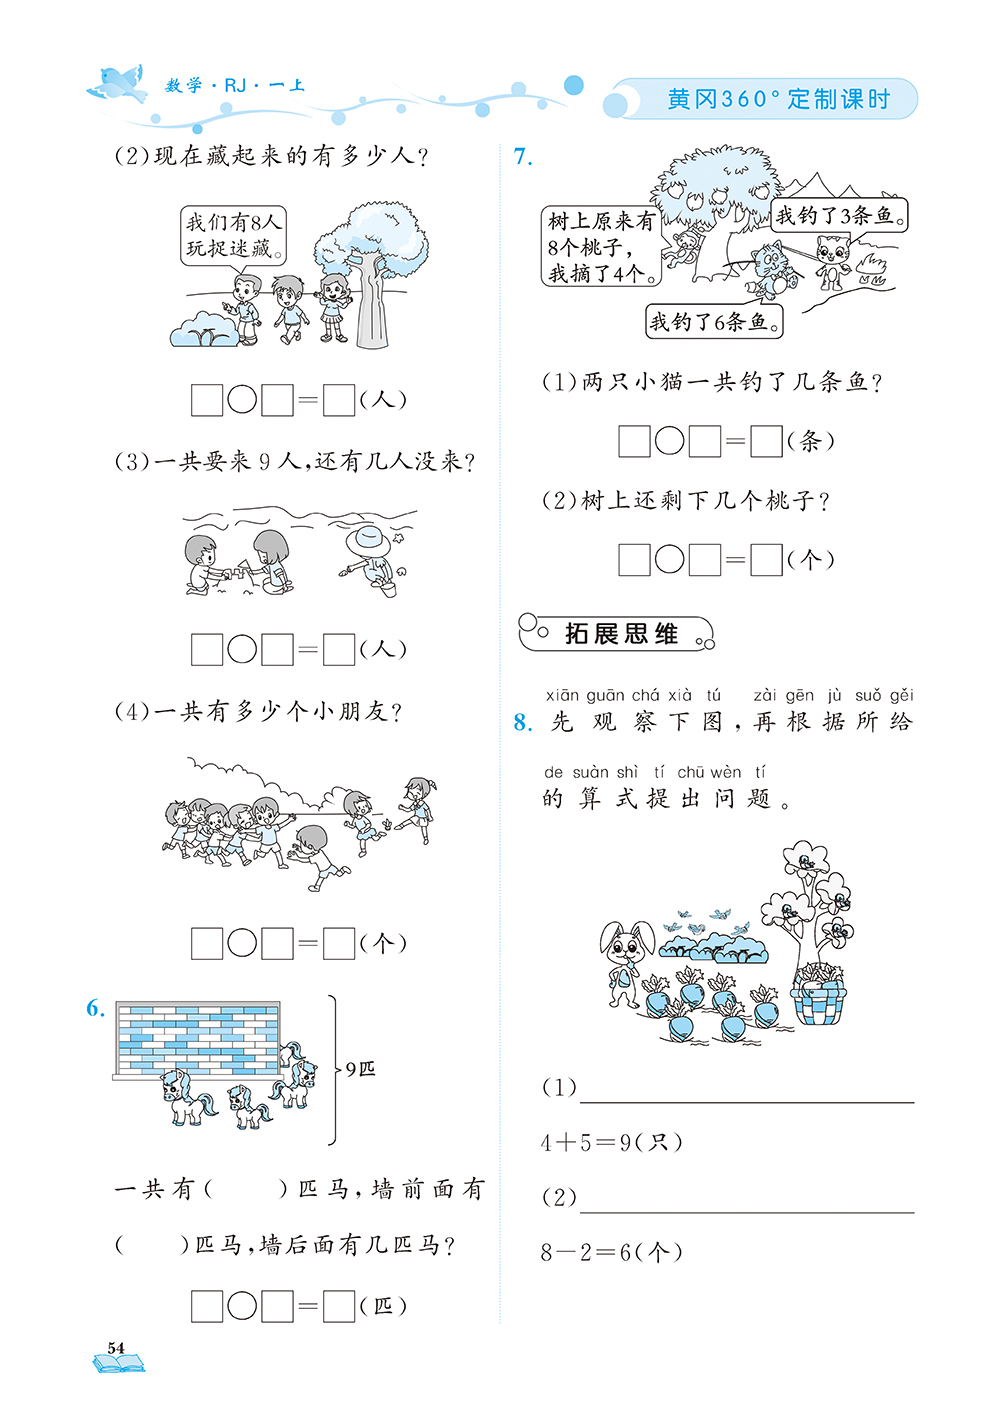 数学·RJ·一上
黄冈360°定制课时
(2)现在藏起来的有多少人?
我们有8人
玩捉迷藏。
□○□=□(人)
(3)一共要来9人,还有几人没来?
□○□=□(人)
(4)一共有多少个小朋友?
□○□=□(个)
6.
9匹
一共有(  )匹马,墙前面有
(  )匹马,墙后面有几匹马?
□○□=□(匹)
54
7.
树上原来有
8个桃子,
我摘了4个。
我钓了3条鱼。
我钓了6条鱼。
(1)两只小猫一共钓了几条鱼?
□○□=□(条)
(2)树上还剩下几个桃子?
□○□=□(个)
拓展思维
xiān guān chá xià tú zài gēn jù suǒ gěi
8. 先观察下图,再根据所给
de suàn shì tí chū wèn tí
的算式提出问题。
(1)
4+5=9(只)
(2)
8-2=6(个)